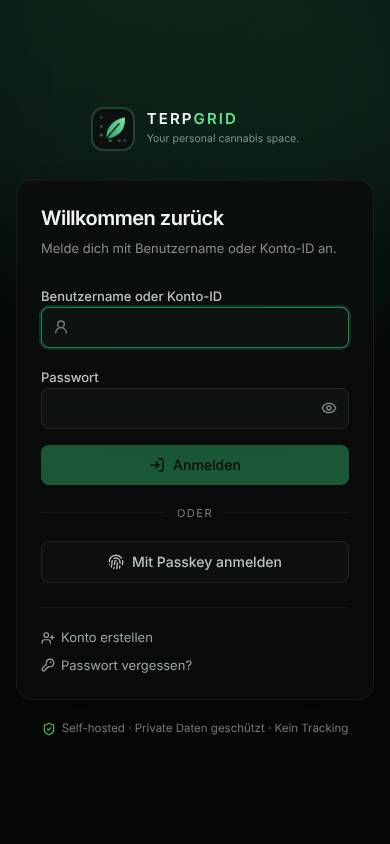 TERPGRID
Your personal cannabis space.
Willkommen zurück
Melde dich mit Benutzername oder Konto-ID an.
Benutzername oder Konto-ID
Passwort
Anmelden
ODER
Mit Passkey anmelden
Konto erstellen
Passwort vergessen?
Self-hosted · Private Daten geschützt · Kein Tracking